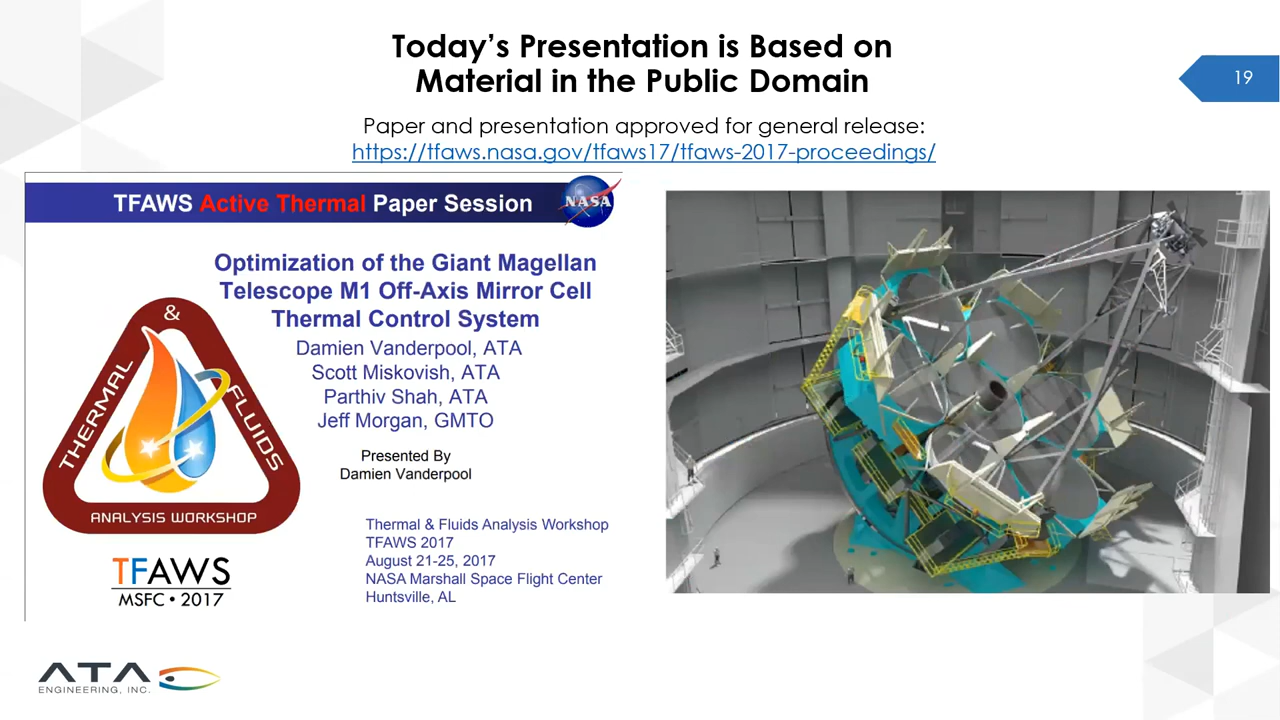 Today's Presentation is Based on
Material in the Public Domain
19
Paper and presentation approved for general release:
https://tfaws.nasa.gov/tfaws17/tfaws-2017-proceedings/
TFAWS Active Thermal Paper Session
NASA
Optimization of the Giant Magellan
Telescope M1 Off-Axis Mirror Cell
Thermal Control System
Damien Vanderpool, ATA
Scott Miskovish, ATA
Parthiv Shah, ATA
Jeff Morgan, GMTO
Presented By
Damien Vanderpool
THERMAL
&
FLUIDS
ANALYSIS WORKSHOP
Thermal & Fluids Analysis Workshop
TFAWS 2017
August 21-25, 2017
NASA Marshall Space Flight Center
Huntsville, AL
TFAWS
MSFC • 2017
ATA
ENGINEERING, INC.